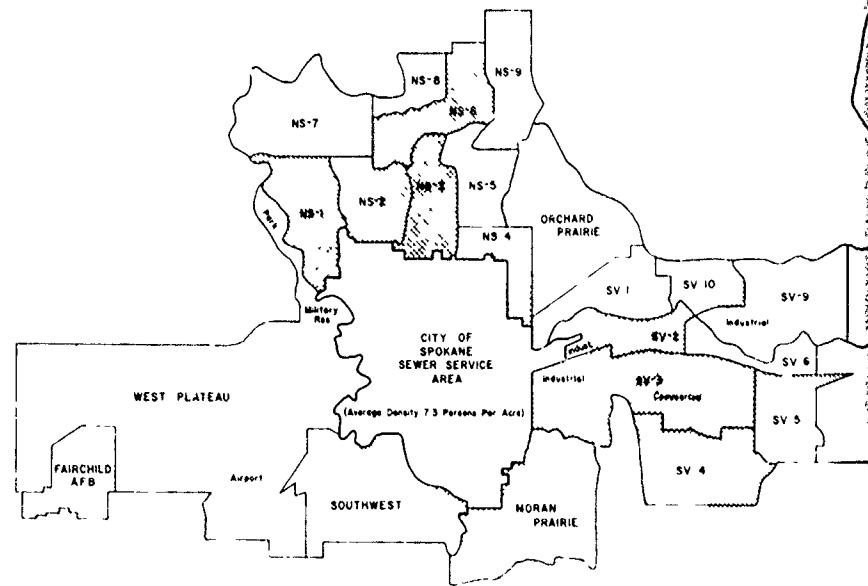 NS-9
NS-8
NS-6
NS-7
NS-3
NS-5
NS-2
NS-1
Park
ORCHARD
PRAIRIE
NS 4
SV 1
SV 10
SV-9
Military
Res
Industrial
CITY OF
SPOKANE
SEWER SERVICE
AREA
SV-2
Indust
SV 6
Industrial
SV-3
Commercial
WEST PLATEAU
(Average Density 7.3 Persons Per Acre)
SV 5
FAIRCHILD
AFB
Airport
SV 4
SOUTHWEST
MORAN
PRAIRIE